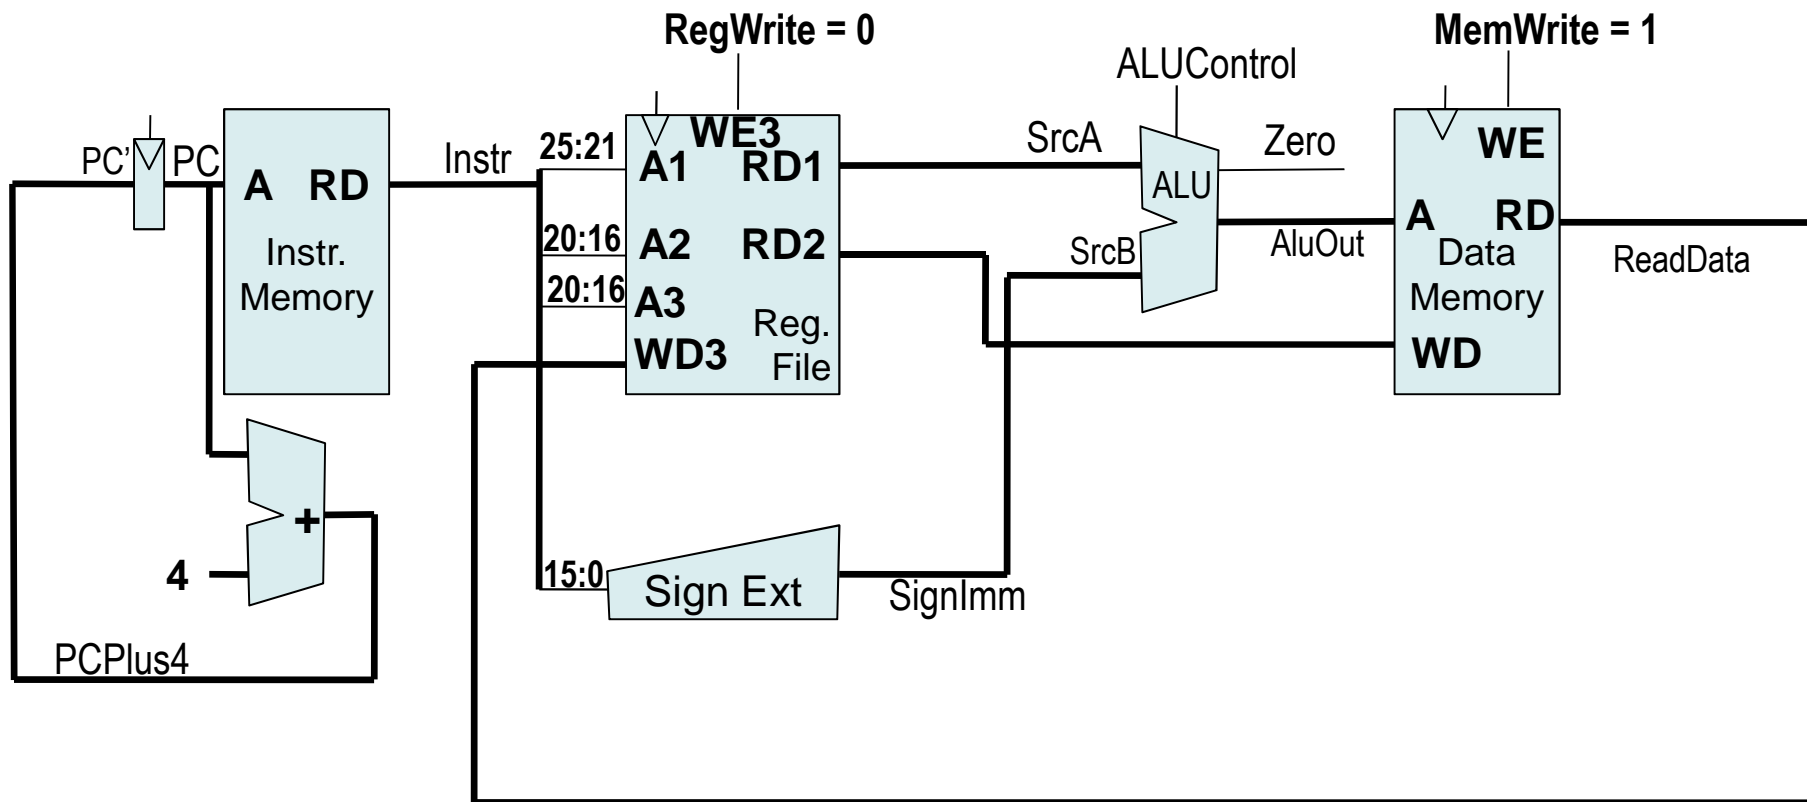 RegWrite = 0
MemWrite = 1
ALUControl
PC’
PC
A RD
Instr.
Memory
Instr
25:21
20:16
20:16
15:0
WE3
A1 RD1
A2 RD2
A3
WD3
Reg.
File
SrcA
SrcB
ALU
Zero
AluOut
WE
A RD
Data
Memory
WD
ReadData
+
4
PCPlus4
Sign Ext
SignImm